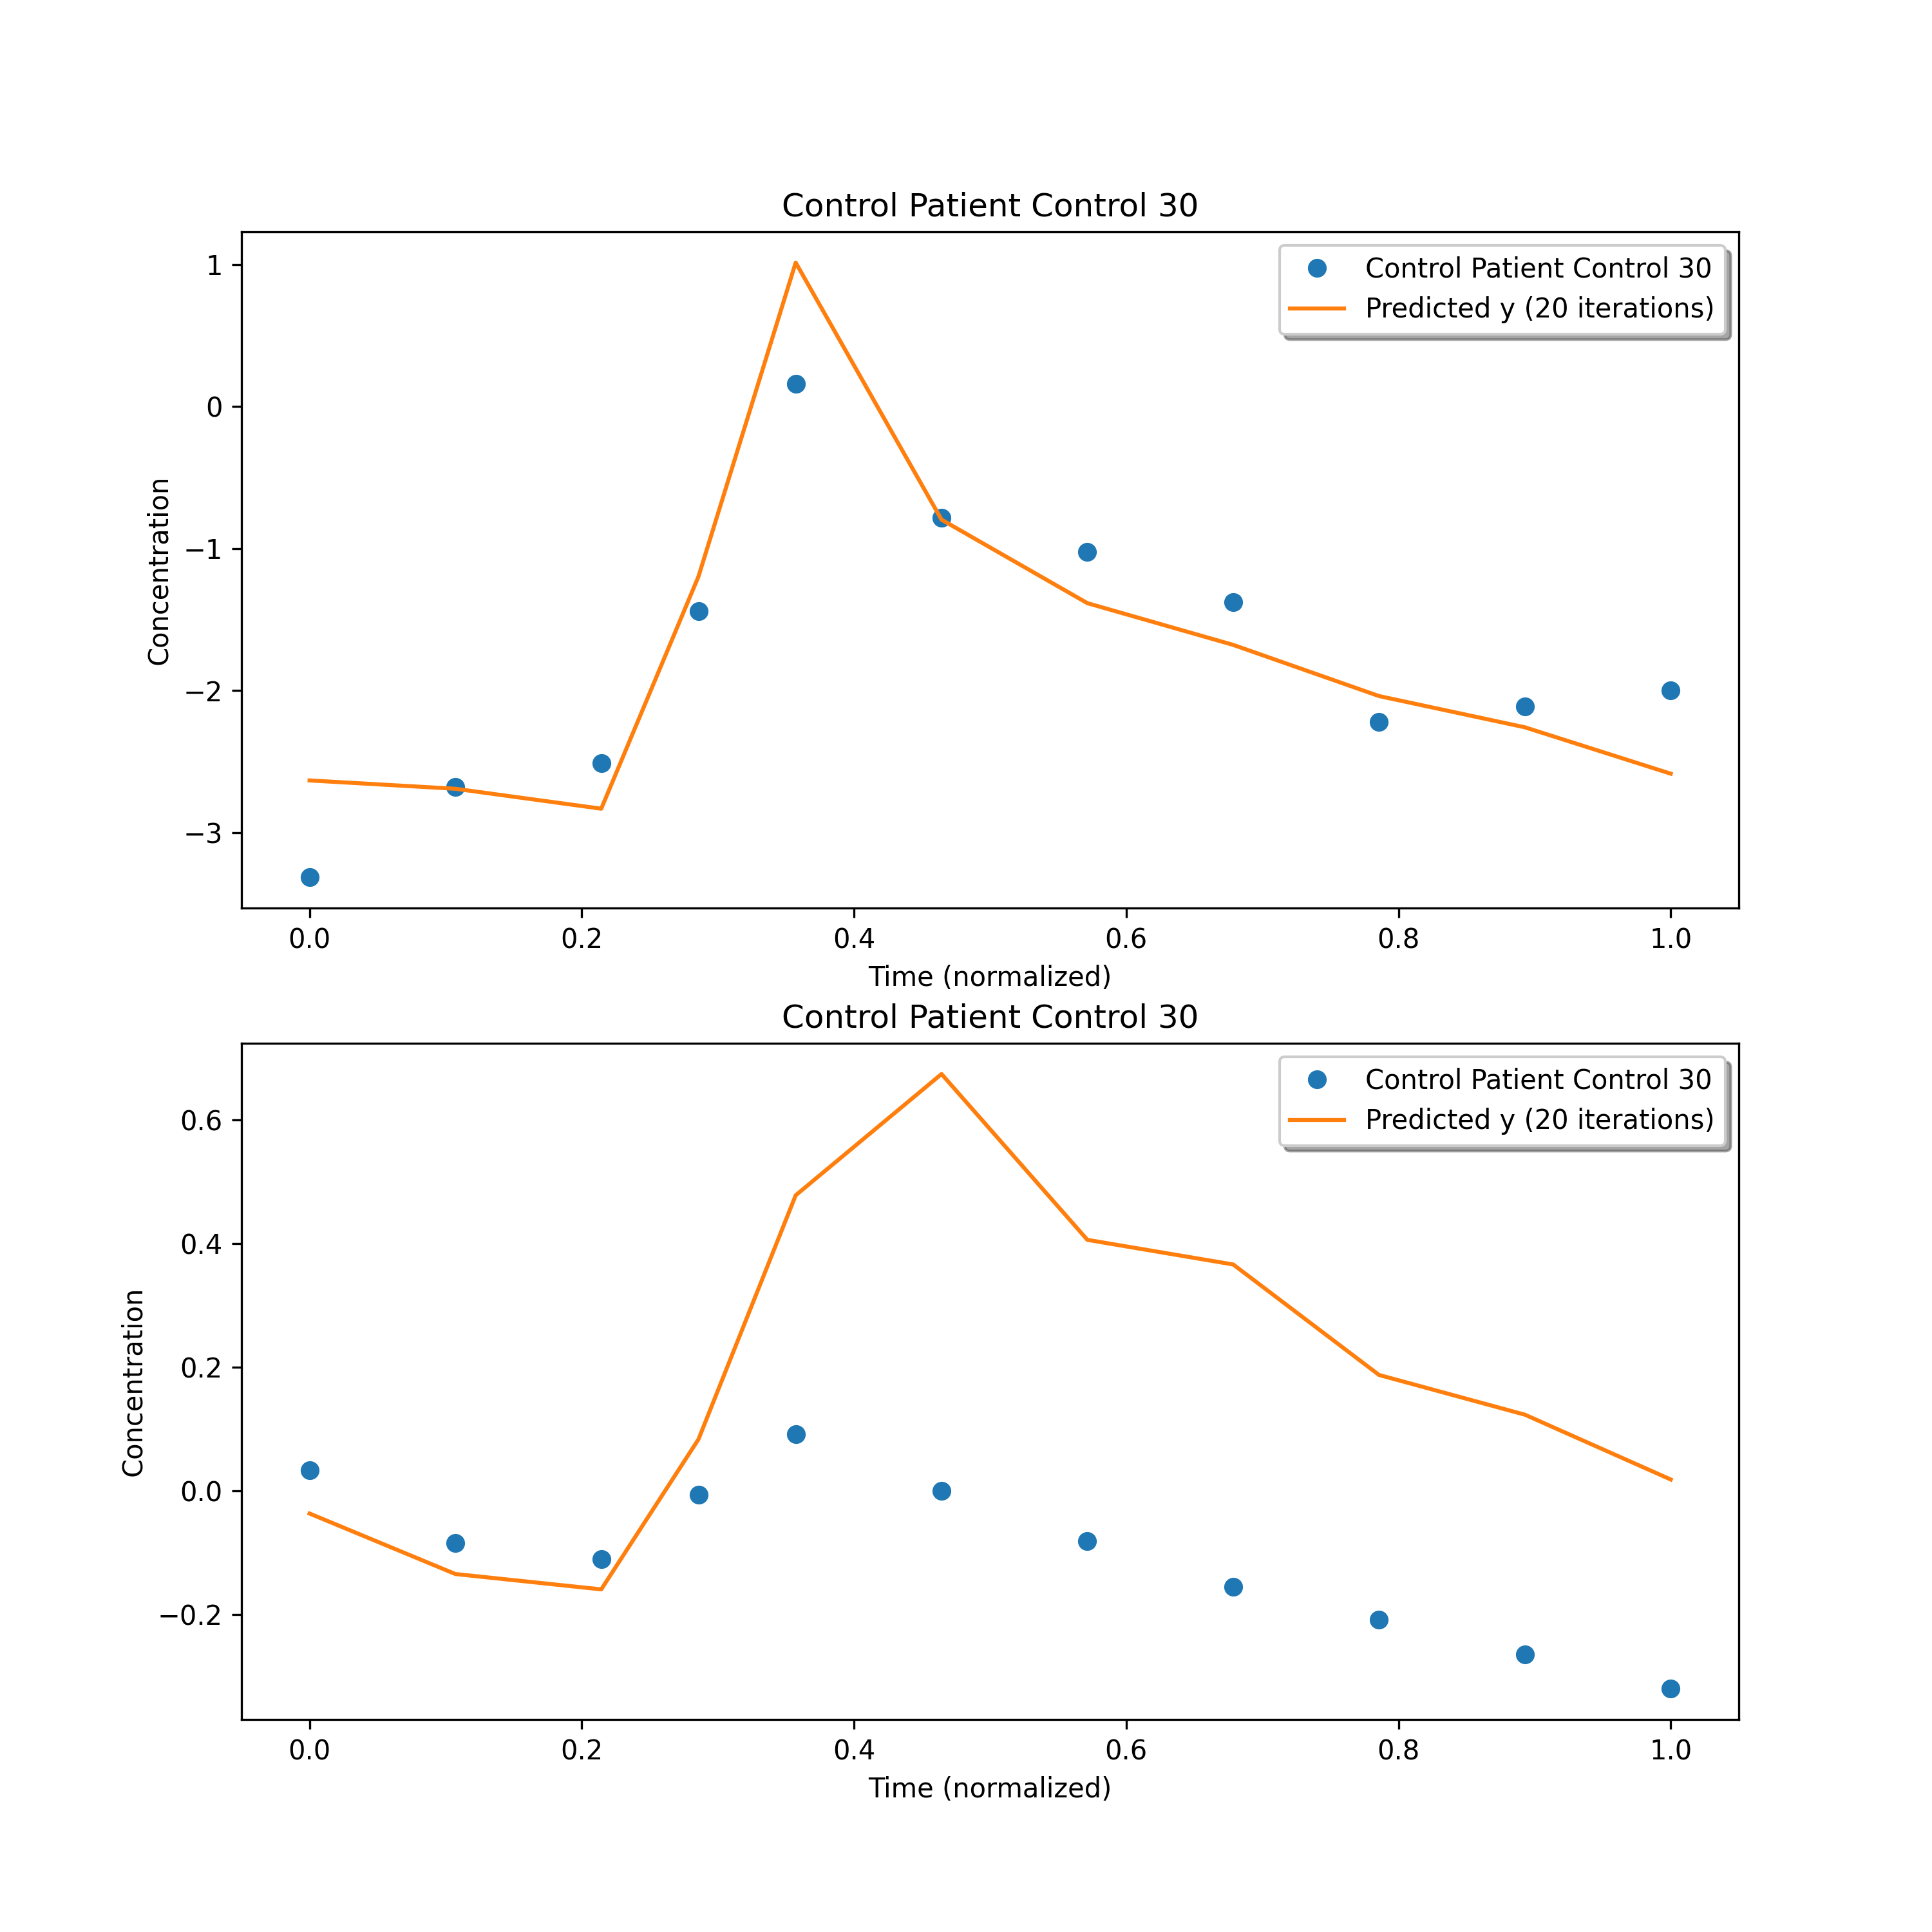 Control Patient Control 30
Control Patient Control 30
Predicted y (20 iterations)
1
0
−1
−2
−3
Concentration
0.0 0.2 0.4 0.6 0.8 1.0
Time (normalized)
Control Patient Control 30
Control Patient Control 30
Predicted y (20 iterations)
0.6
0.4
0.2
0.0
−0.2
Concentration
0.0 0.2 0.4 0.6 0.8 1.0
Time (normalized)